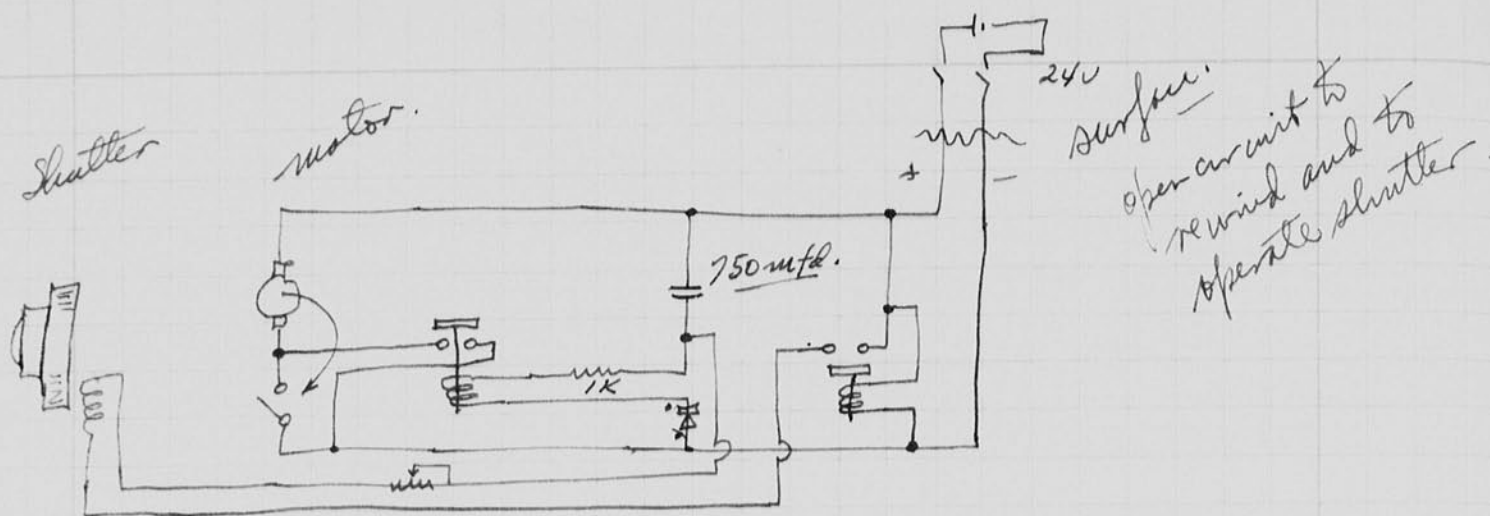 Shutter
motor.
24V
surface.
+ −
open circuit to
rewind and to
operate shutter.
750 mfd.
1K